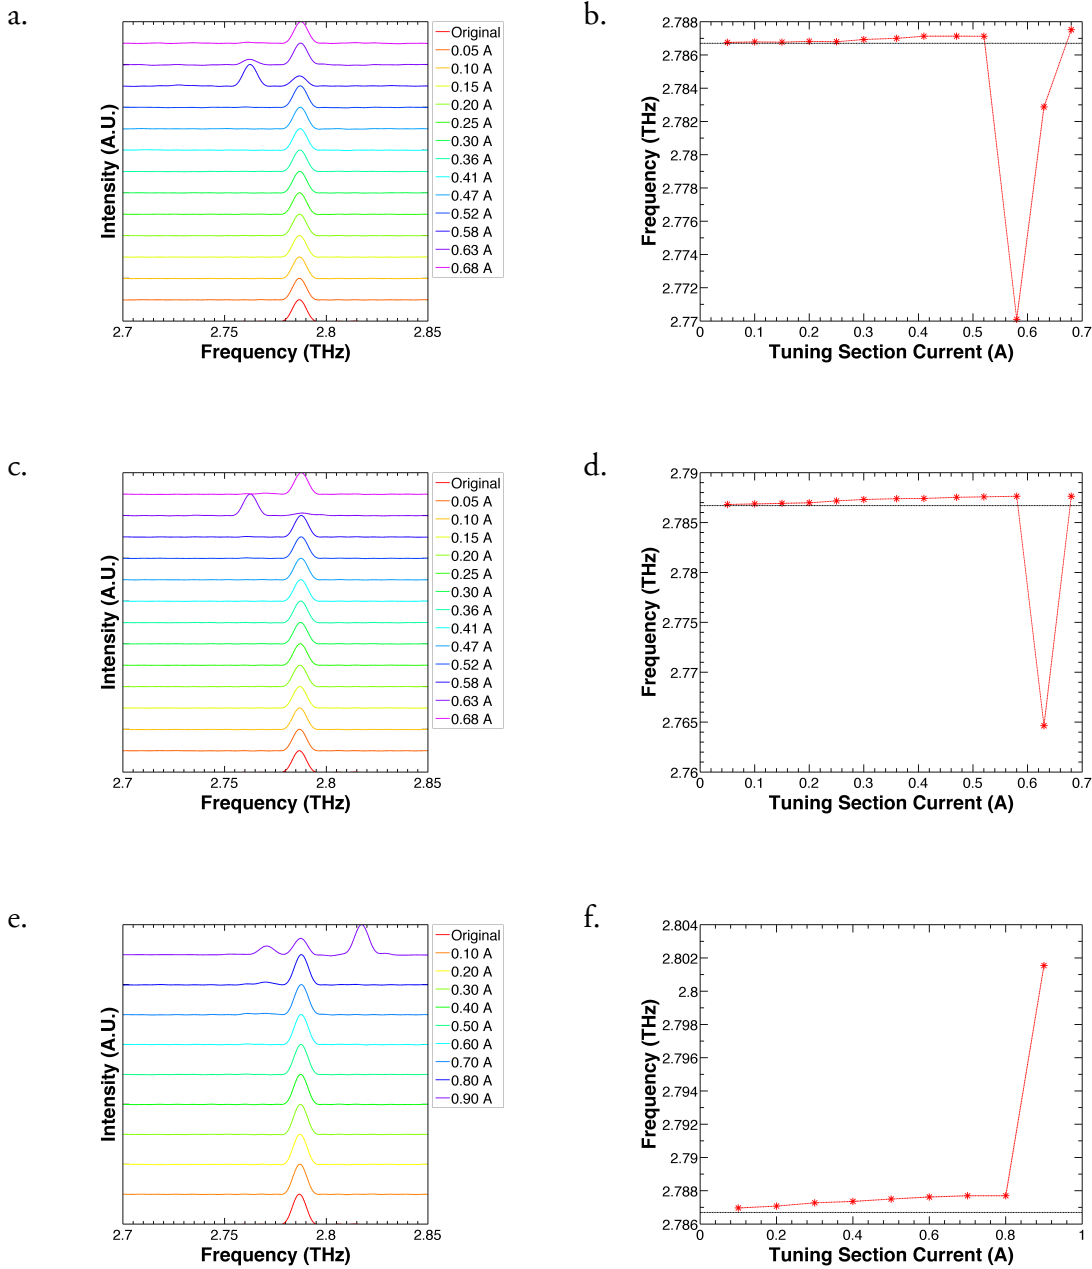 a.
Intensity (A.U.)
2.7
2.75
2.8
2.85
Frequency (THz)
Original
0.05 A
0.10 A
0.15 A
0.20 A
0.25 A
0.30 A
0.36 A
0.41 A
0.47 A
0.52 A
0.58 A
0.63 A
0.68 A
b.
Frequency (THz)
2.788
2.786
2.784
2.782
2.78
2.778
2.776
2.774
2.772
2.77
0
0.1
0.2
0.3
0.4
0.5
0.6
0.7
Tuning Section Current (A)
c.
Intensity (A.U.)
2.7
2.75
2.8
2.85
Frequency (THz)
Original
0.05 A
0.10 A
0.15 A
0.20 A
0.25 A
0.30 A
0.36 A
0.41 A
0.47 A
0.52 A
0.58 A
0.63 A
0.68 A
d.
Frequency (THz)
2.79
2.785
2.78
2.775
2.77
2.765
2.76
0
0.1
0.2
0.3
0.4
0.5
0.6
0.7
Tuning Section Current (A)
e.
Intensity (A.U.)
2.7
2.75
2.8
2.85
Frequency (THz)
Original
0.10 A
0.20 A
0.30 A
0.40 A
0.50 A
0.60 A
0.70 A
0.80 A
0.90 A
f.
Frequency (THz)
2.804
2.802
2.8
2.798
2.796
2.794
2.792
2.79
2.788
2.786
0
0.2
0.4
0.6
0.8
1
Tuning Section Current (A)